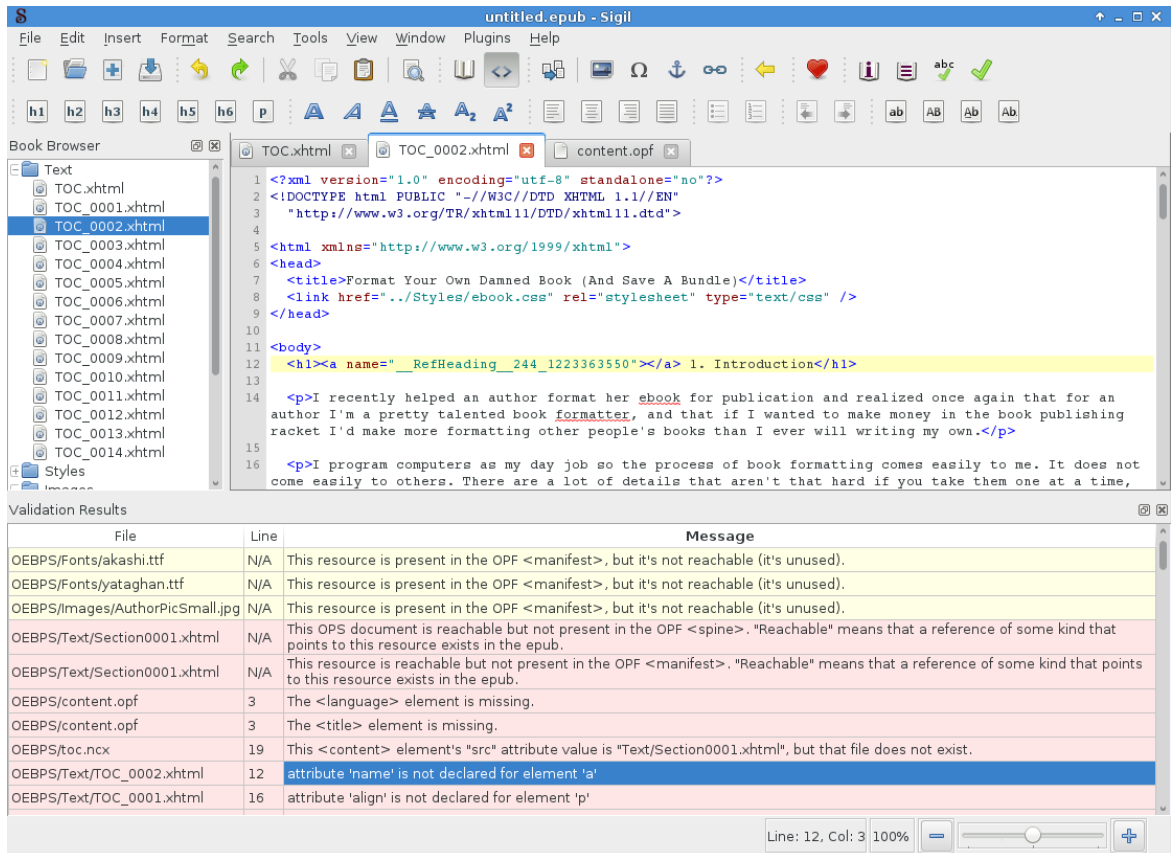 untitled.epub - Sigil
File Edit Insert Format Search Tools View Window Plugins Help
abc
h1 h2 h3 h4 h5 h6 p A A A A A₂ A² ab AB Ab Ab
Book Browser
Text
TOC.xhtml
TOC_0001.xhtml
TOC_0002.xhtml
TOC_0003.xhtml
TOC_0004.xhtml
TOC_0005.xhtml
TOC_0006.xhtml
TOC_0007.xhtml
TOC_0008.xhtml
TOC_0009.xhtml
TOC_0010.xhtml
TOC_0011.xhtml
TOC_0012.xhtml
TOC_0013.xhtml
TOC_0014.xhtml
Styles
Images
TOC.xhtml TOC_0002.xhtml content.opf
1 <?xml version="1.0" encoding="utf-8" standalone="no"?>
2 <!DOCTYPE html PUBLIC "-//W3C//DTD XHTML 1.1//EN"
3 "http://www.w3.org/TR/xhtml11/DTD/xhtml11.dtd">
4
5 <html xmlns="http://www.w3.org/1999/xhtml">
6 <head>
7 <title>Format Your Own Damned Book (And Save A Bundle)</title>
8 <link href="../Styles/ebook.css" rel="stylesheet" type="text/css" />
9 </head>
10
11 <body>
12 <h1><a name="__RefHeading__244_1223363550"></a> 1. Introduction</h1>
13
14 <p>I recently helped an author format her ebook for publication and realized once again that for an
author I'm a pretty talented book formatter, and that if I wanted to make money in the book publishing
racket I'd make more formatting other people's books than I ever will writing my own.</p>
15
16 <p>I program computers as my day job so the process of book formatting comes easily to me. It does not
come easily to others. There are a lot of details that aren't that hard if you take them one at a time,
Validation Results
File Line Message
OEBPS/Fonts/akashi.ttf N/A This resource is present in the OPF <manifest>, but it's not reachable (it's unused).
OEBPS/Fonts/yataghan.ttf N/A This resource is present in the OPF <manifest>, but it's not reachable (it's unused).
OEBPS/Images/AuthorPicSmall.jpg N/A This resource is present in the OPF <manifest>, but it's not reachable (it's unused).
OEBPS/Text/Section0001.xhtml N/A This OPS document is reachable but not present in the OPF <spine>. "Reachable" means that a reference of some kind that
points to this resource exists in the epub.
OEBPS/Text/Section0001.xhtml N/A This resource is reachable but not present in the OPF <manifest>. "Reachable" means that a reference of some kind that points
to this resource exists in the epub.
OEBPS/content.opf 3 The <language> element is missing.
OEBPS/content.opf 3 The <title> element is missing.
OEBPS/toc.ncx 19 This <content> element's "src" attribute value is "Text/Section0001.xhtml", but that file does not exist.
OEBPS/Text/TOC_0002.xhtml 12 attribute 'name' is not declared for element 'a'
OEBPS/Text/TOC_0001.xhtml 16 attribute 'align' is not declared for element 'p'
Line: 12, Col: 3 100%